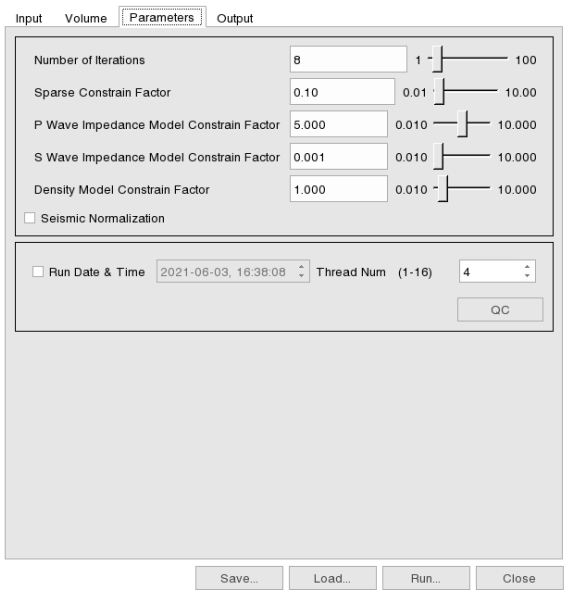 Input Volume Parameters Output
Number of Iterations 8 1 100
Sparse Constrain Factor 0.10 0.01 10.00
P Wave Impedance Model Constrain Factor 5.000 0.010 10.000
S Wave Impedance Model Constrain Factor 0.001 0.010 10.000
Density Model Constrain Factor 1.000 0.010 10.000
Seismic Normalization
Run Date & Time 2021-06-03, 16:38:08 Thread Num (1-16) 4
QC
Save... Load... Run... Close